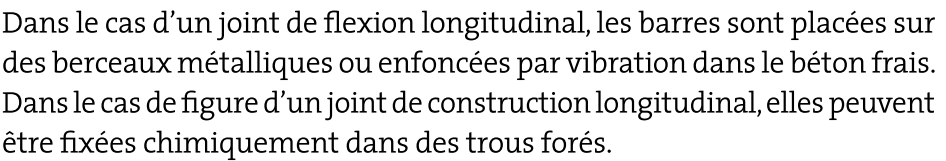 Dans le cas d’un joint de flexion longitudinal, les barres sont placées sur
des berceaux métalliques ou enfoncées par vibration dans le béton frais.
Dans le cas de figure d’un joint de construction longitudinal, elles peuvent
être fixées chimiquement dans des trous forés.